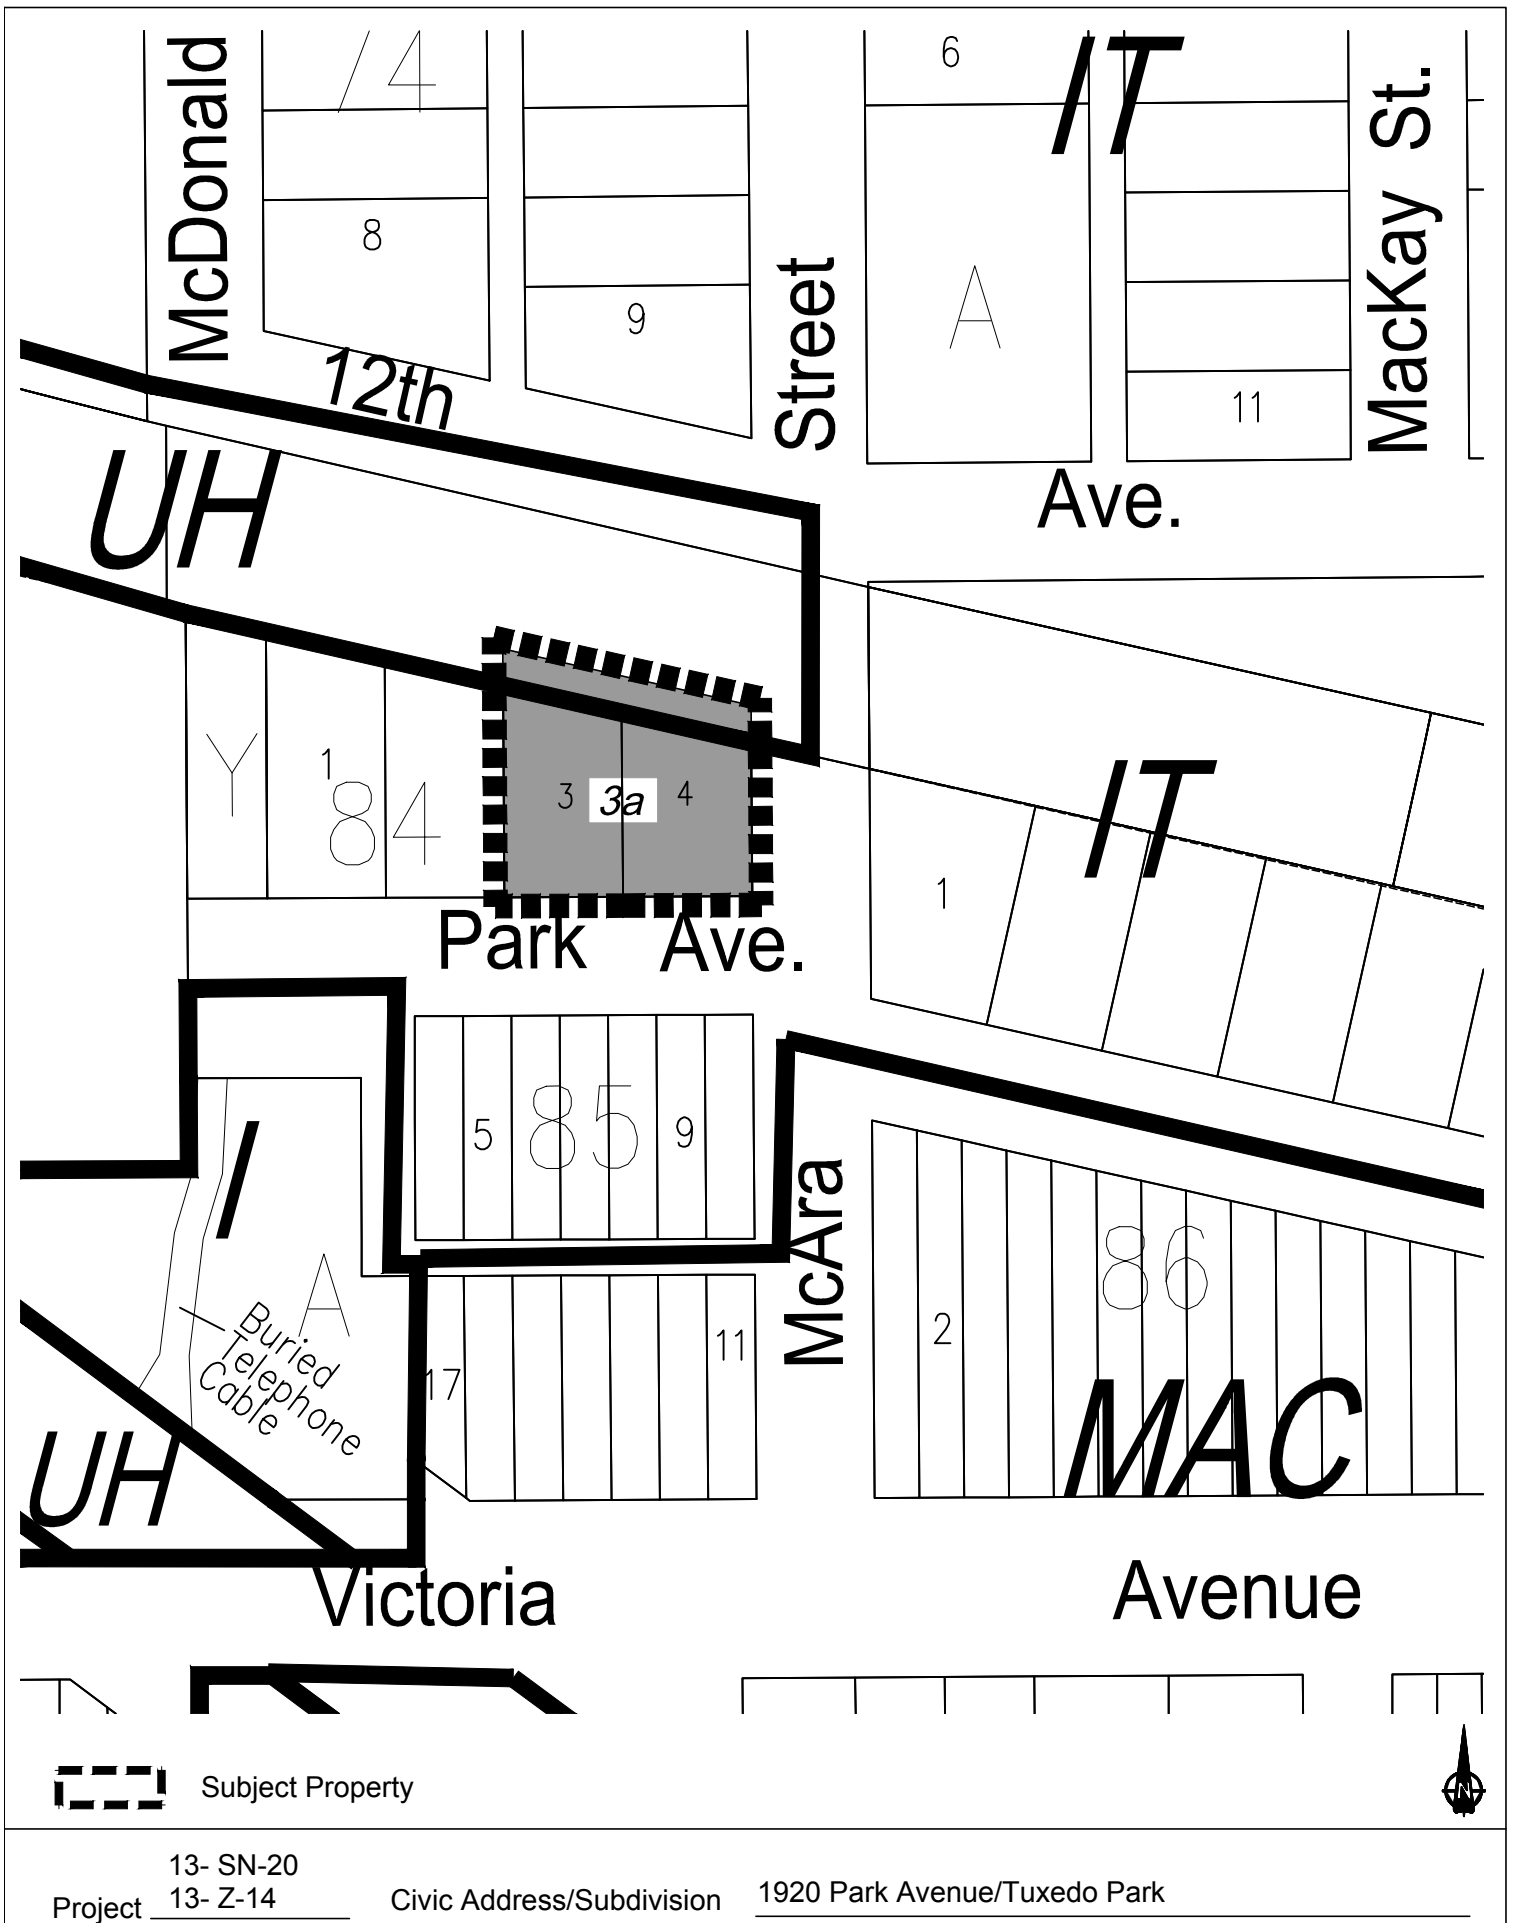 McDonald
74
6
IT
MacKay St.
8
9
A
11
Street
12th
Ave.
UH
Y
1
84
3
3a
4
IT
1
Park Ave.
5
85
9
I
A
Buried
Telephone
Cable
McAra
86
2
17
11
MAC
UH
Victoria Avenue
Subject Property
N
13- SN-20
Project 13- Z-14 Civic Address/Subdivision 1920 Park Avenue/Tuxedo Park